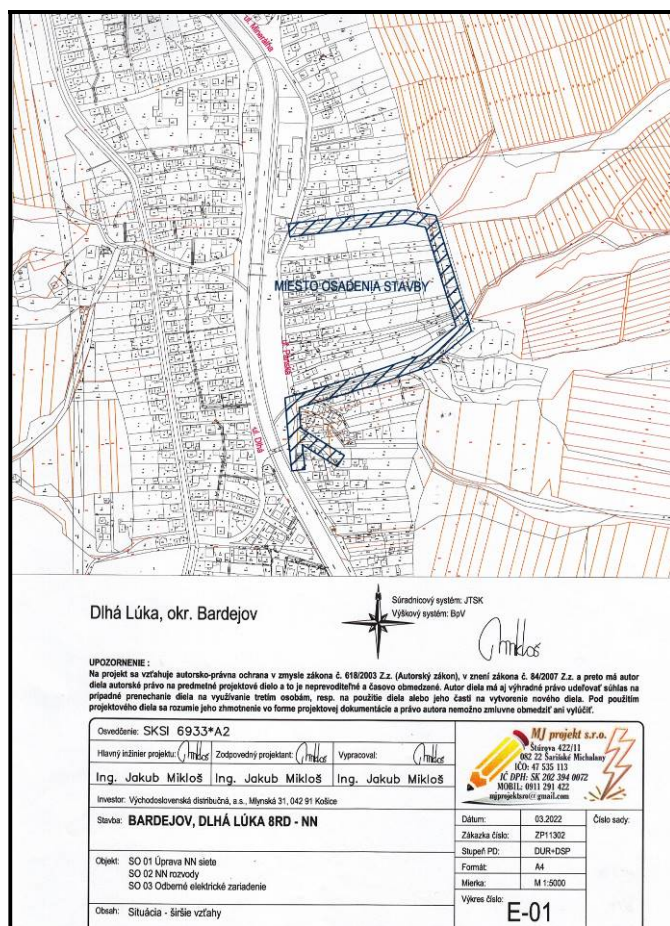 ul. Minerálna
MIESTO OSADENIA STAVBY
ul. Panská
ul. Dlhá
Dlhá Lúka, okr. Bardejov
Súradnicový systém: JTSK
Výškový systém: BpV
UPOZORNENIE :
Na projekt sa vzťahuje autorsko-právna ochrana v zmysle zákona č. 618/2003 Z.z. (Autorský zákon), v znení zákona č. 84/2007 Z.z. a preto má autor
diela autorské právo na predmetné projektové dielo a to je neprevoditeľné a časovo obmedzené. Autor diela má aj výhradné právo udeľovať súhlas na
prípadné prenechanie diela na využívanie tretím osobám, resp. na použitie diela alebo jeho časti na vytvorenie nového diela. Pod použitím
projektového diela sa rozumie jeho zhmotnenie vo forme projektovej dokumentácie a právo autora nemožno zmluvne obmedziť ani vylúčiť.
Osvedčenie: SKSI 6933*A2
Hlavný inžinier projektu: Zodpovedný projektant: Vypracoval:
Ing. Jakub Mikloš Ing. Jakub Mikloš Ing. Jakub Mikloš
Investor: Východoslovenská distribučná, a.s., Mlynská 31, 042 91 Košice
MJ projekt s.r.o.
Štúrova 422/11
082 22 Šarišské Michaľany
IČO: 47 535 113
IČ DPH: SK 202 394 0072
MOBIL: 0911 291 422
mjprojektsro@gmail.com
Stavba: BARDEJOV, DLHÁ LÚKA 8RD - NN
Objekt: SO 01 Úprava NN siete
SO 02 NN rozvody
SO 03 Odberné elektrické zariadenie
Obsah: Situácia - širšie vzťahy
Dátum: 03.2022 Číslo sady:
Zákazka číslo: ZP11302
Stupeň PD: DUR+DSP
Formát: A4
Mierka: M 1:5000
Výkres číslo: E-01